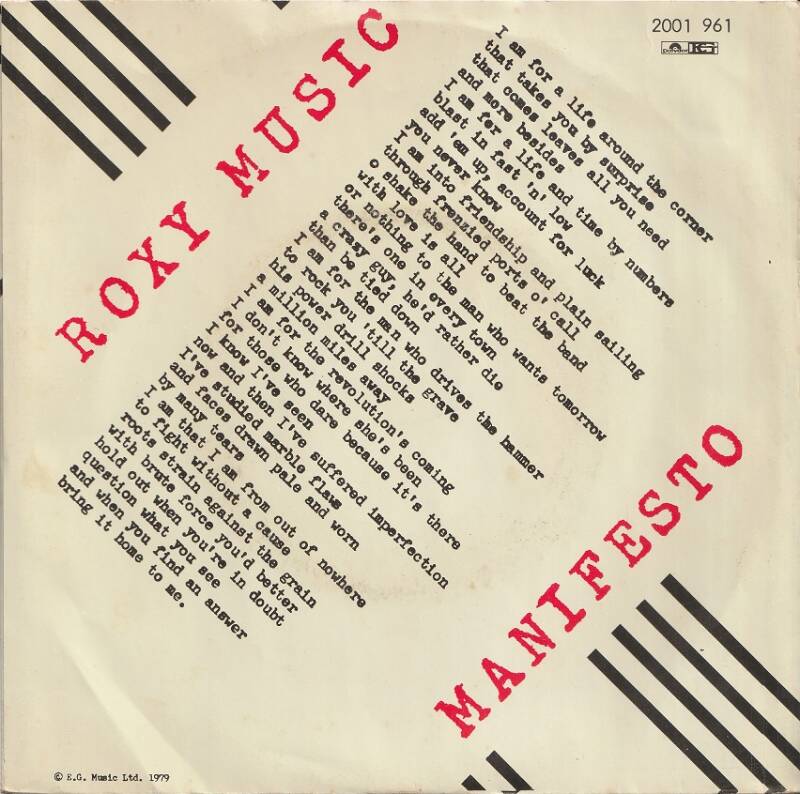 2001 961
Polydor
EG
ROXY MUSIC
I am for a life around the corner
that takes you by surprise
that comes leaves all you need
and more besides
I am for a life and time by numbers
blast in fast 'n' low
add 'em up, account for luck
you never know
I am into friendship and plain sailing
through frenzied ports o' call
o shake the hand to beat the band
with love is all
or nothing to the man who wants tomorrow
there's one in every town
a crazy guy, he'd rather die
than be tied down
I am for the man who drives the hammer
to rock you 'till the grave
his power drill shocks
a million miles away
I am for the revolution's coming
I don't know where she's been
for those who dare because it's there
I know I've seen
now and then I've suffered imperfection
I've studied marble flaws
and faces drawn pale and worn
by many tears
I am that I am from out of nowhere
to fight without a cause
roots strain against the grain
with brute force you'd better
hold out when you're in doubt
question what you see
and when you find an answer
bring it home to me.
MANIFESTO
© E.G. Music Ltd. 1979